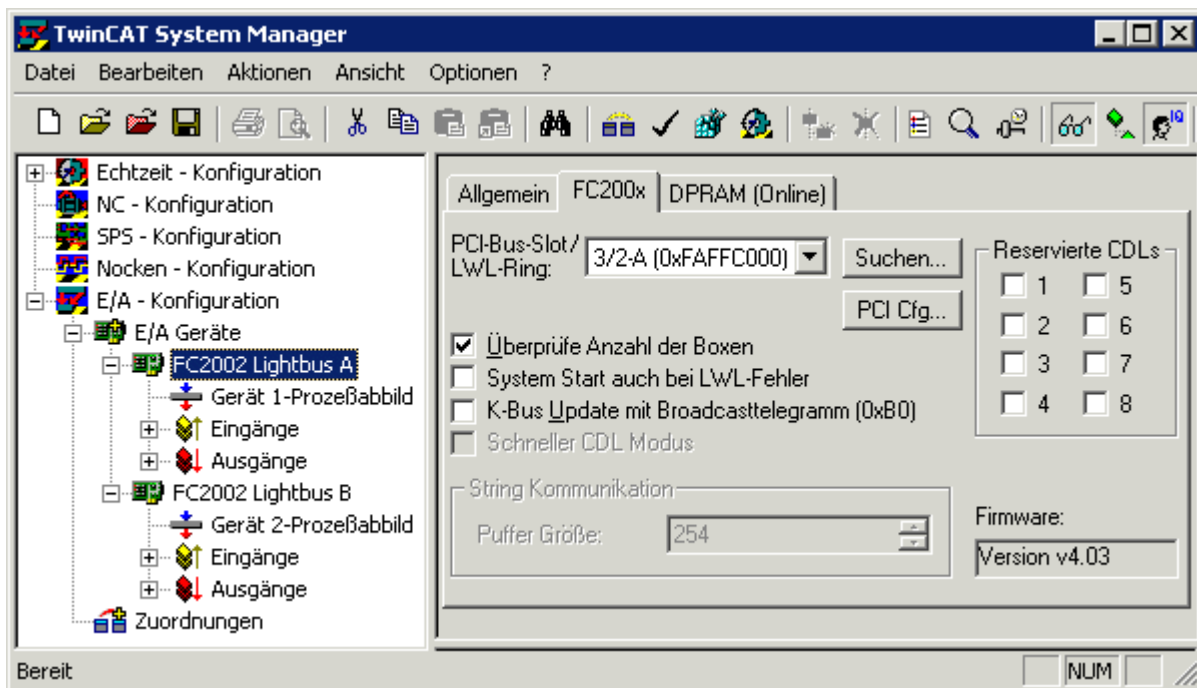 TwinCAT System Manager
Datei Bearbeiten Aktionen Ansicht Optionen ?
Echtzeit - Konfiguration
NC - Konfiguration
SPS - Konfiguration
Nocken - Konfiguration
E/A - Konfiguration
E/A Geräte
FC2002 Lightbus A
Gerät 1-Prozeßabbild
Eingänge
Ausgänge
FC2002 Lightbus B
Gerät 2-Prozeßabbild
Eingänge
Ausgänge
Zuordnungen
Allgemein FC200x DPRAM (Online)
PCI-Bus-Slot/
LWL-Ring:
3/2-A (0xFAFFC000)
Suchen...
PCI Cfg...
Überprüfe Anzahl der Boxen
System Start auch bei LWL-Fehler
K-Bus Update mit Broadcasttelegramm (0xB0)
Schneller CDL Modus
Reservierte CDLs
1 5
2 6
3 7
4 8
String Kommunikation
Puffer Größe: 254
Firmware:
Version v4.03
Bereit NUM